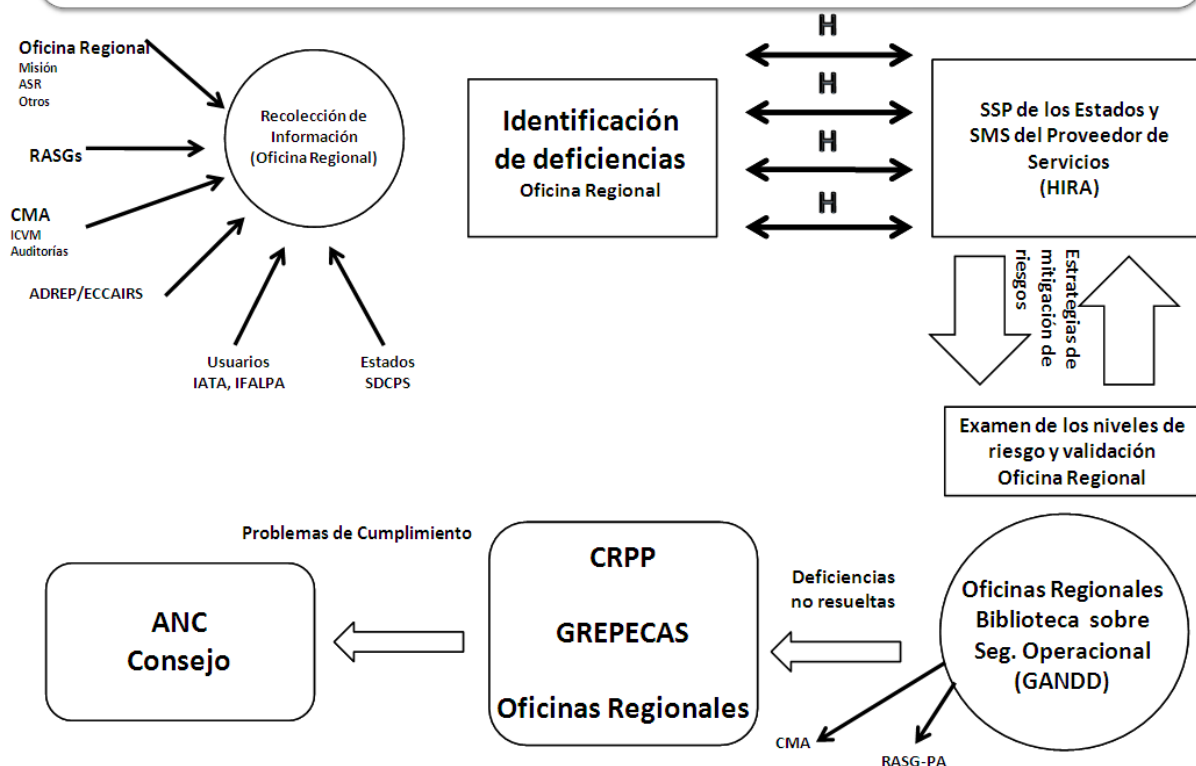 Oficina Regional
Misión
ASR
Otros
RASGs
CMA
ICVM
Auditorías
ADREP/ECCAIRS
Usuarios
IATA, IFALPA
Estados
SDCPS
Recolección de
Información
(Oficina Regional)
Identificación
de deficiencias
Oficina Regional
H
H
H
H
SSP de los Estados y
SMS del Proveedor de
Servicios
(HIRA)
Estrategias de
mitigación de
riesgos
Examen de los niveles de
riesgo y validación
Oficina Regional
Oficinas Regionales
Biblioteca sobre
Seg. Operacional
(GANDD)
CMA
RASG-PA
Deficiencias
no resueltas
CRPP
GREPECAS
Oficinas Regionales
Problemas de Cumplimiento
ANC
Consejo